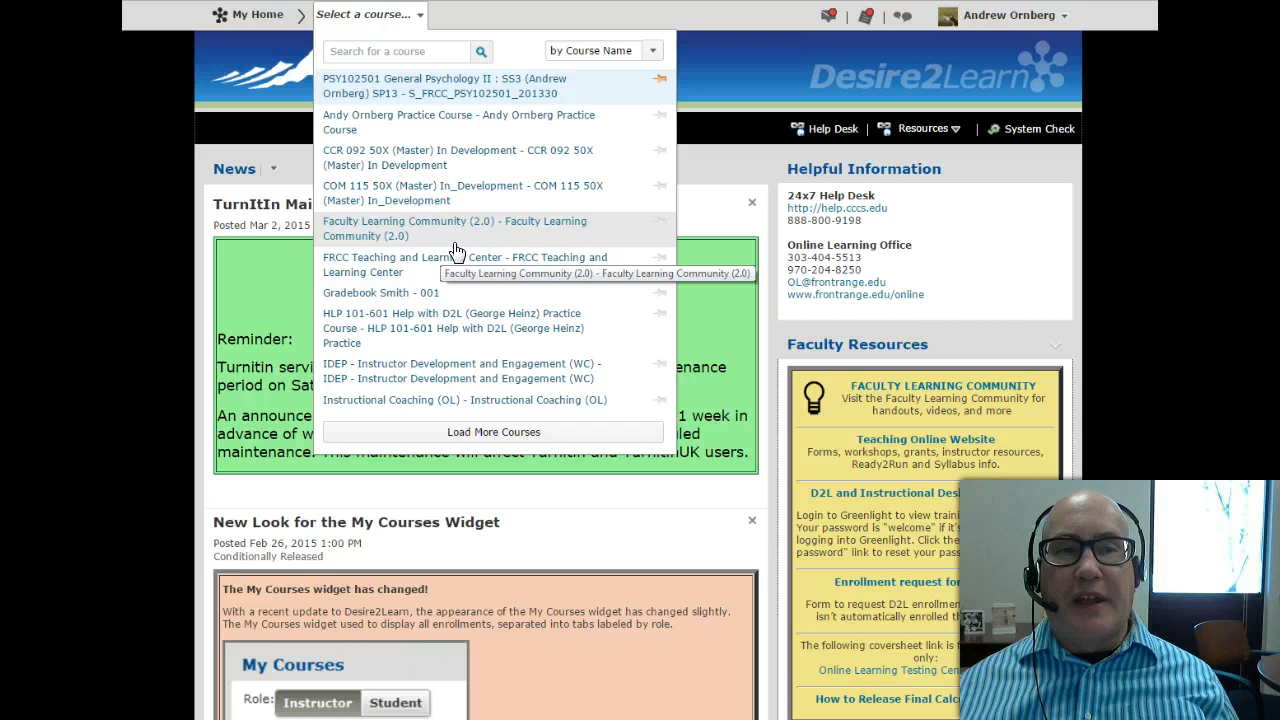 My Home
Select a course...
Andrew Ornberg
Search for a course
by Course Name
PSY102501 General Psychology II : SS3 (Andrew
Ornberg) SP13 - S_FRCC_PSY102501_201330
Andy Ornberg Practice Course - Andy Ornberg Practice
Course
CCR 092 50X (Master) In Development - CCR 092 50X
(Master) In Development
COM 115 50X (Master) In_Development - COM 115 50X
(Master) In_Development
Faculty Learning Community (2.0) - Faculty Learning
Community (2.0)
FRCC Teaching and Center - FRCC Teaching and
Learning Center
Faculty Learning Community (2.0) - Faculty Learning Community (2.0)
Gradebook Smith - 001
HLP 101-601 Help with D2L (George Heinz) Practice
Course - HLP 101-601 Help with D2L (George Heinz)
Practice
IDEP - Instructor Development and Engagement (WC) -
IDEP - Instructor Development and Engagement (WC)
Instructional Coaching (OL) - Instructional Coaching (OL)
Load More Courses
Desire2Learn
Help Desk
Resources
System Check
News
TurnItIn
Posted Mar 2, 2015
Reminder:
Turnitin
period on
An announce 1 week in
advance of
maintenance. This maintenance will affect Turnitin and TurnitinUK users.
New Look for the My Courses Widget
Posted Feb 26, 2015 1:00 PM
Conditionally Released
The My Courses widget has changed!
With a recent update to Desire2Learn, the appearance of the My Courses widget has changed slightly.
The My Courses widget used to display all enrollments, separated into tabs labeled by role.
My Courses
Role: Instructor Student
Helpful Information
24x7 Help Desk
http://help.cccs.edu
888-800-9198
Online Learning Office
303-404-5513
970-204-8250
OL@frontrange.edu
www.frontrange.edu/online
Faculty Resources
FACULTY LEARNING COMMUNITY
Visit the Faculty Learning Community for
handouts, videos, and more
Teaching Online Website
Forms, workshops, grants, instructor resources,
Ready2Run and Syllabus info.
D2L and Instructional
Login to Greenlight to view
Your password is "welcome" if
logging into Greenlight. Click the
password" link to reset your
Enrollment request for
Form to request D2L
isn't automatically enrolled
The following coversheet link is
only:
Online Learning Testing
How to Release Final